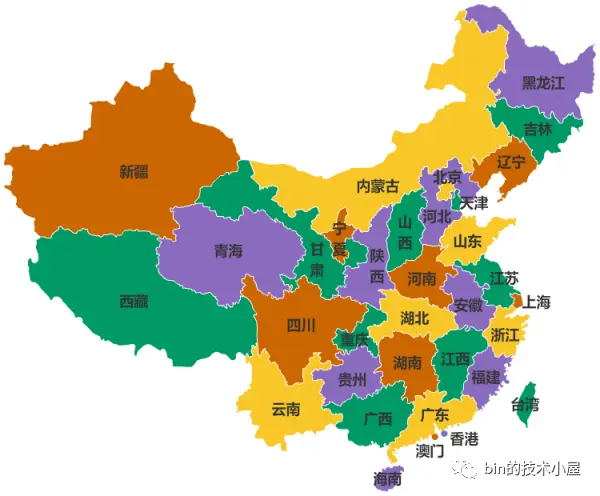 黑龙江
吉林
辽宁
新疆
内蒙古
北京
天津
河北
山西
山东
宁夏
甘肃
青海
陕西
河南
江苏
西藏
安徽
上海
四川
湖北
重庆
浙江
湖南
江西
贵州
福建
云南
广西
广东
台湾
香港
澳门
海南
bin的技术小屋